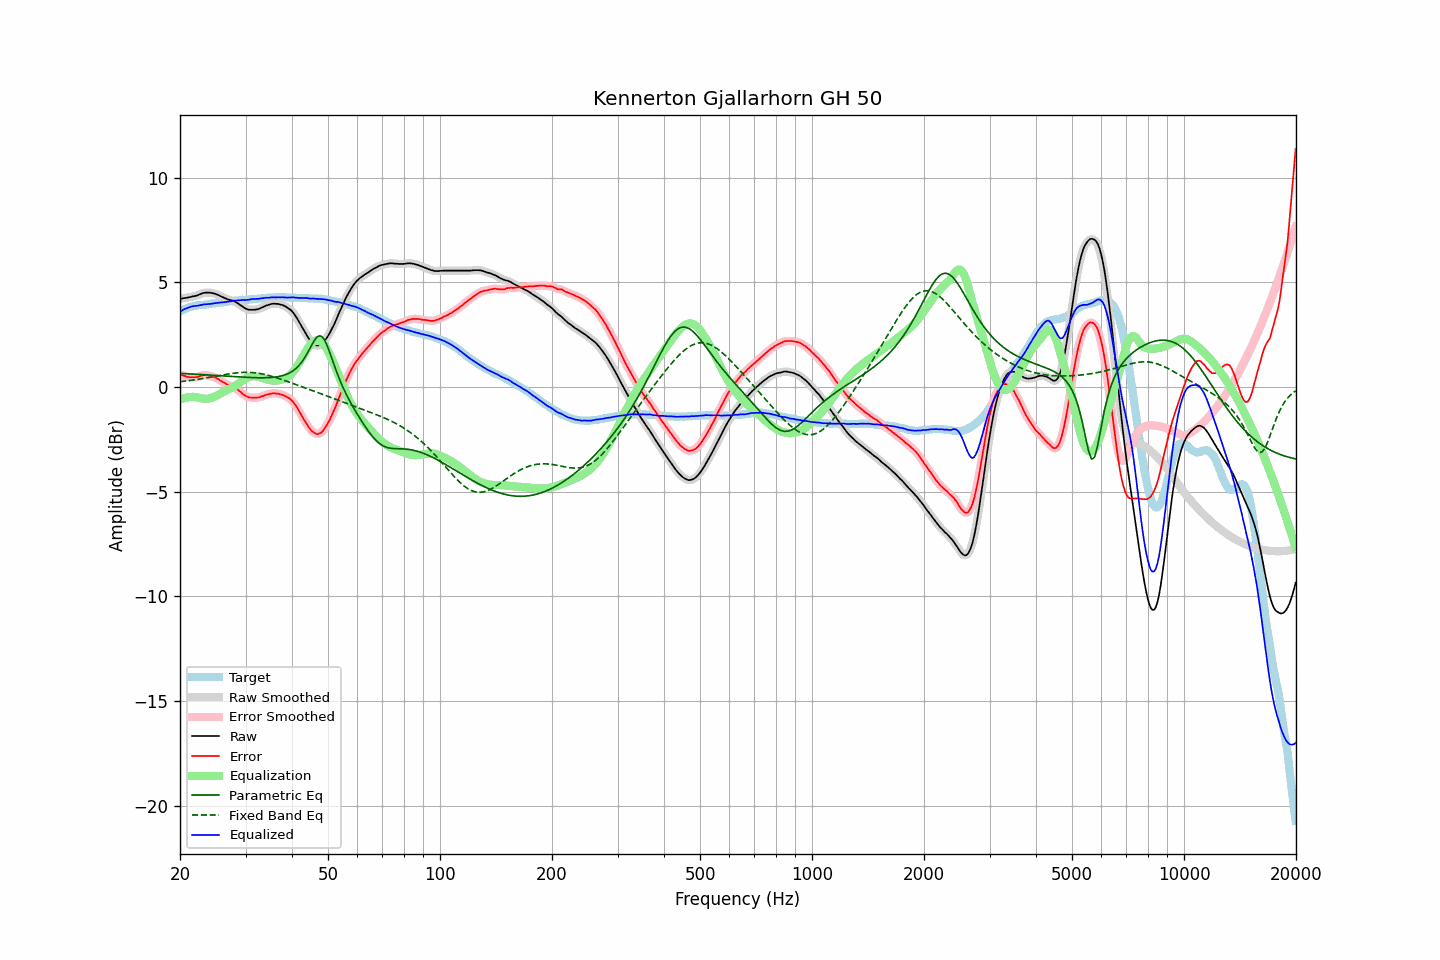 Kennerton Gjallarhorn GH 50
Amplitude (dBr)
10
5
0
−5
−10
−15
−20
Target
Raw Smoothed
Error Smoothed
Raw
Error
Equalization
Parametric Eq
Fixed Band Eq
Equalized
20 50 100 200 500 1000 2000 5000 10000 20000
Frequency (Hz)